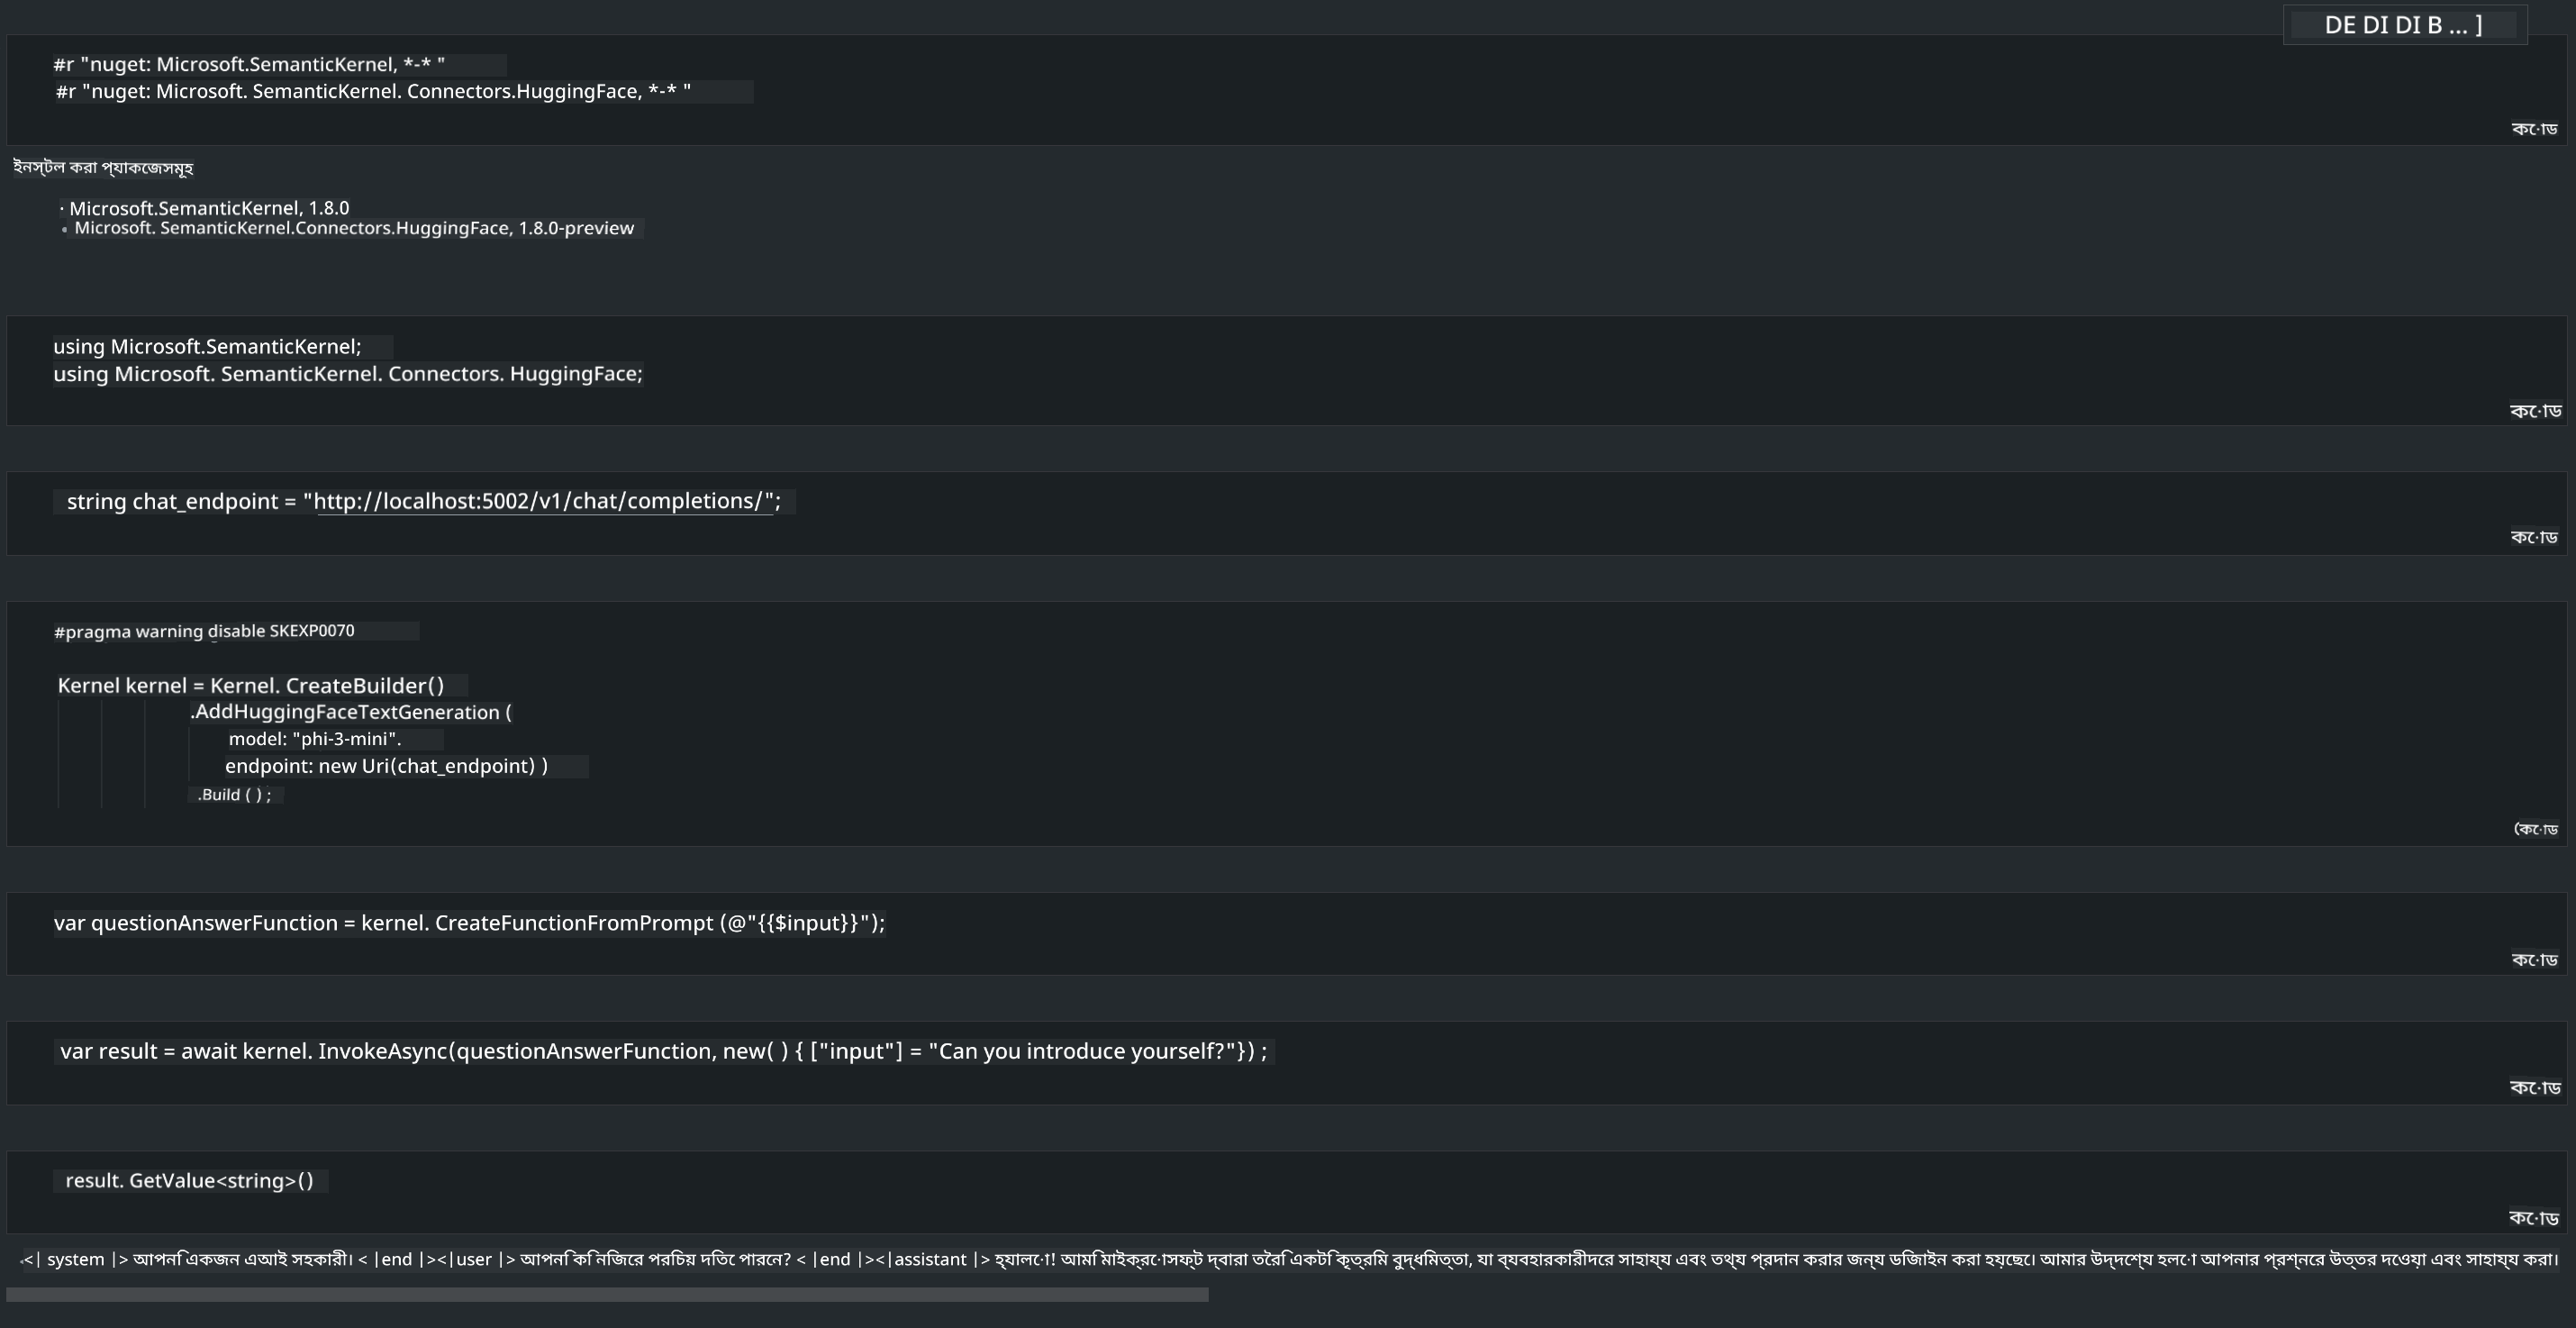 DE DI DI B ... ]
#r "nuget: Microsoft.SemanticKernel, *-* "
#r "nuget: Microsoft. SemanticKernel. Connectors.HuggingFace, *-* "
কোড
ইনস্টল করা প্যাকেজসমূহ
· Microsoft.SemanticKernel, 1.8.0
• Microsoft. SemanticKernel.Connectors.HuggingFace, 1.8.0-preview
using Microsoft.SemanticKernel;
using Microsoft. SemanticKernel. Connectors. HuggingFace;
কোড
string chat_endpoint = "http://localhost:5002/v1/chat/completions/";
কোড
#pragma warning disable SKEXP0070
Kernel kernel = Kernel. CreateBuilder()
.AddHuggingFaceTextGeneration (
model: "phi-3-mini".
endpoint: new Uri(chat_endpoint) )
.Build ( ) ;
(কোড
var questionAnswerFunction = kernel. CreateFunctionFromPrompt (@"{{$input}}");
কোড
var result = await kernel. InvokeAsync(questionAnswerFunction, new( ) { ["input"] = "Can you introduce yourself?"}) ;
কোড
result. GetValue<string>()
কোড
<| system |> আপনি একজন এআই সহকারী। < |end |><|user |> আপনি কি নিজের পরিচয় দিতে পারেন? < |end |><|assistant |> হ্যালো! আমি মাইক্রোসফ্ট দ্বারা তৈরি একটি কৃত্রিম বুদ্ধিমত্তা, যা ব্যবহারকারীদের সাহায্য এবং তথ্য প্রদান করার জন্য ডিজাইন করা হয়েছে। আমার উদ্দেশ্য হলো আপনার প্রশ্নের উত্তর দেওয়া এবং সাহায্য করা।